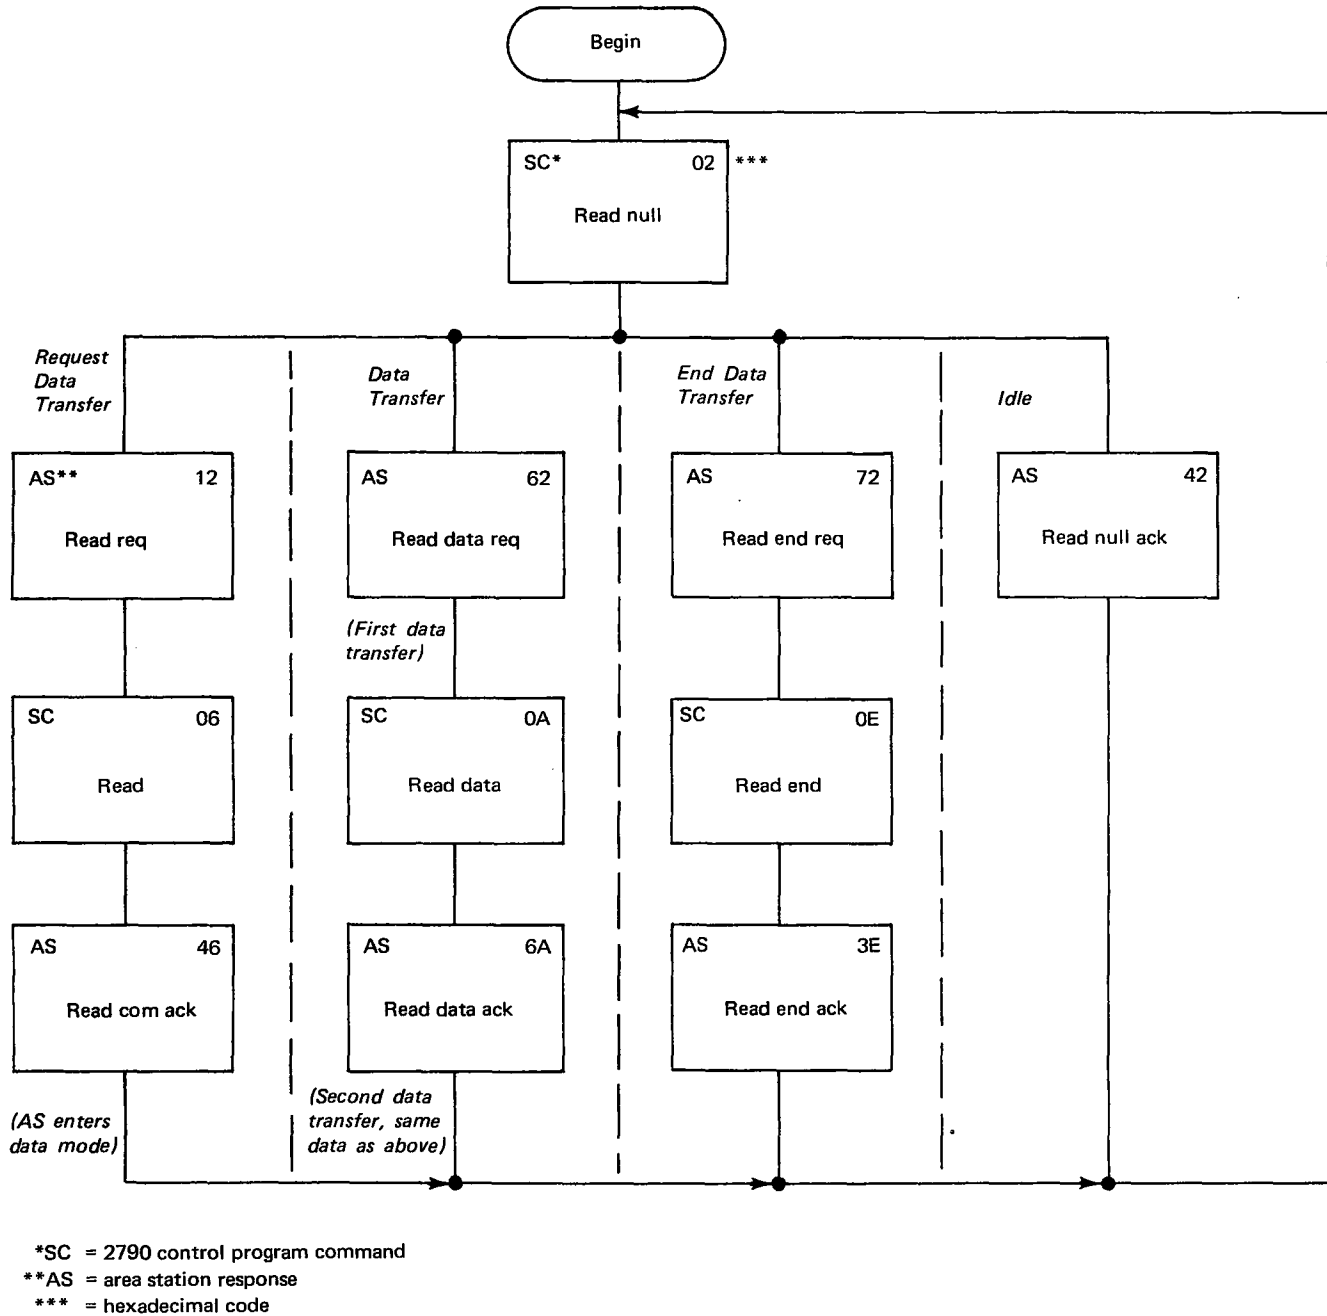 Begin
SC* 02 ***
Read null
Request
Data
Transfer
Data
Transfer
End Data
Transfer
Idle
AS** 12
Read req
AS 62
Read data req
AS 72
Read end req
AS 42
Read null ack
(First data
transfer)
SC 06
Read
SC 0A
Read data
SC 0E
Read end
AS 46
Read com ack
AS 6A
Read data ack
AS 3E
Read end ack
(AS enters
data mode)
(Second data
transfer, same
data as above)
*SC = 2790 control program command
**AS = area station response
*** = hexadecimal code